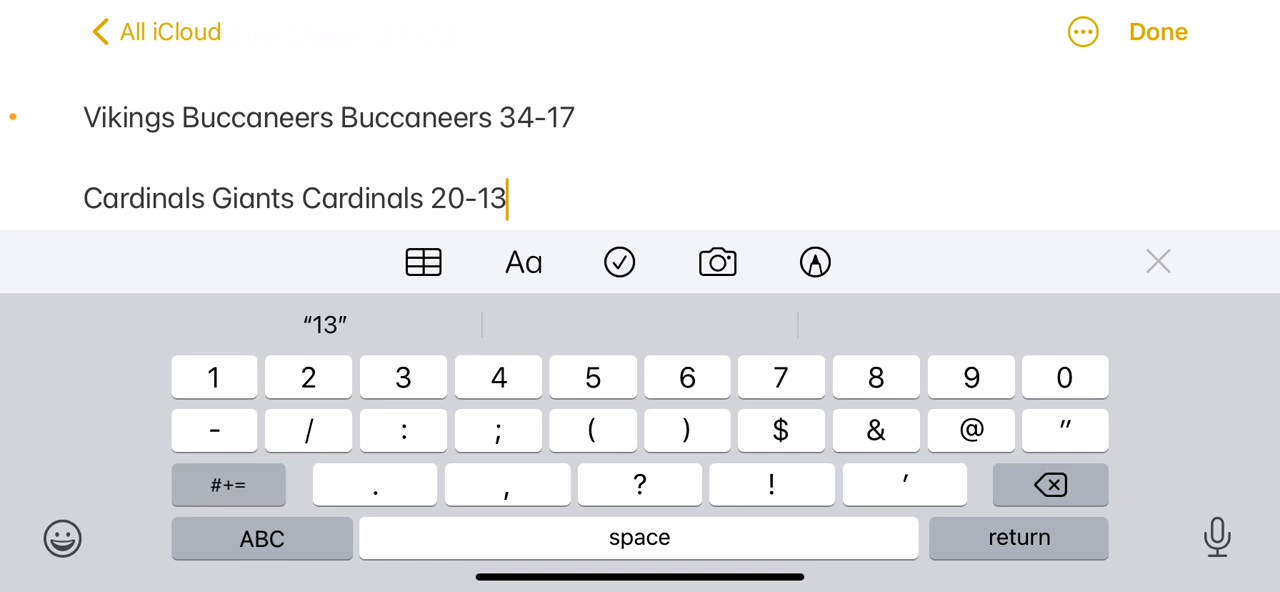 All iCloud
Done
Vikings Buccaneers Buccaneers 34-17
Cardinals Giants Cardinals 20-13
Aa
“13”
1 2 3 4 5 6 7 8 9 0
- / : ; ( ) $ & @ "
#+= . , ? ! '
ABC space return